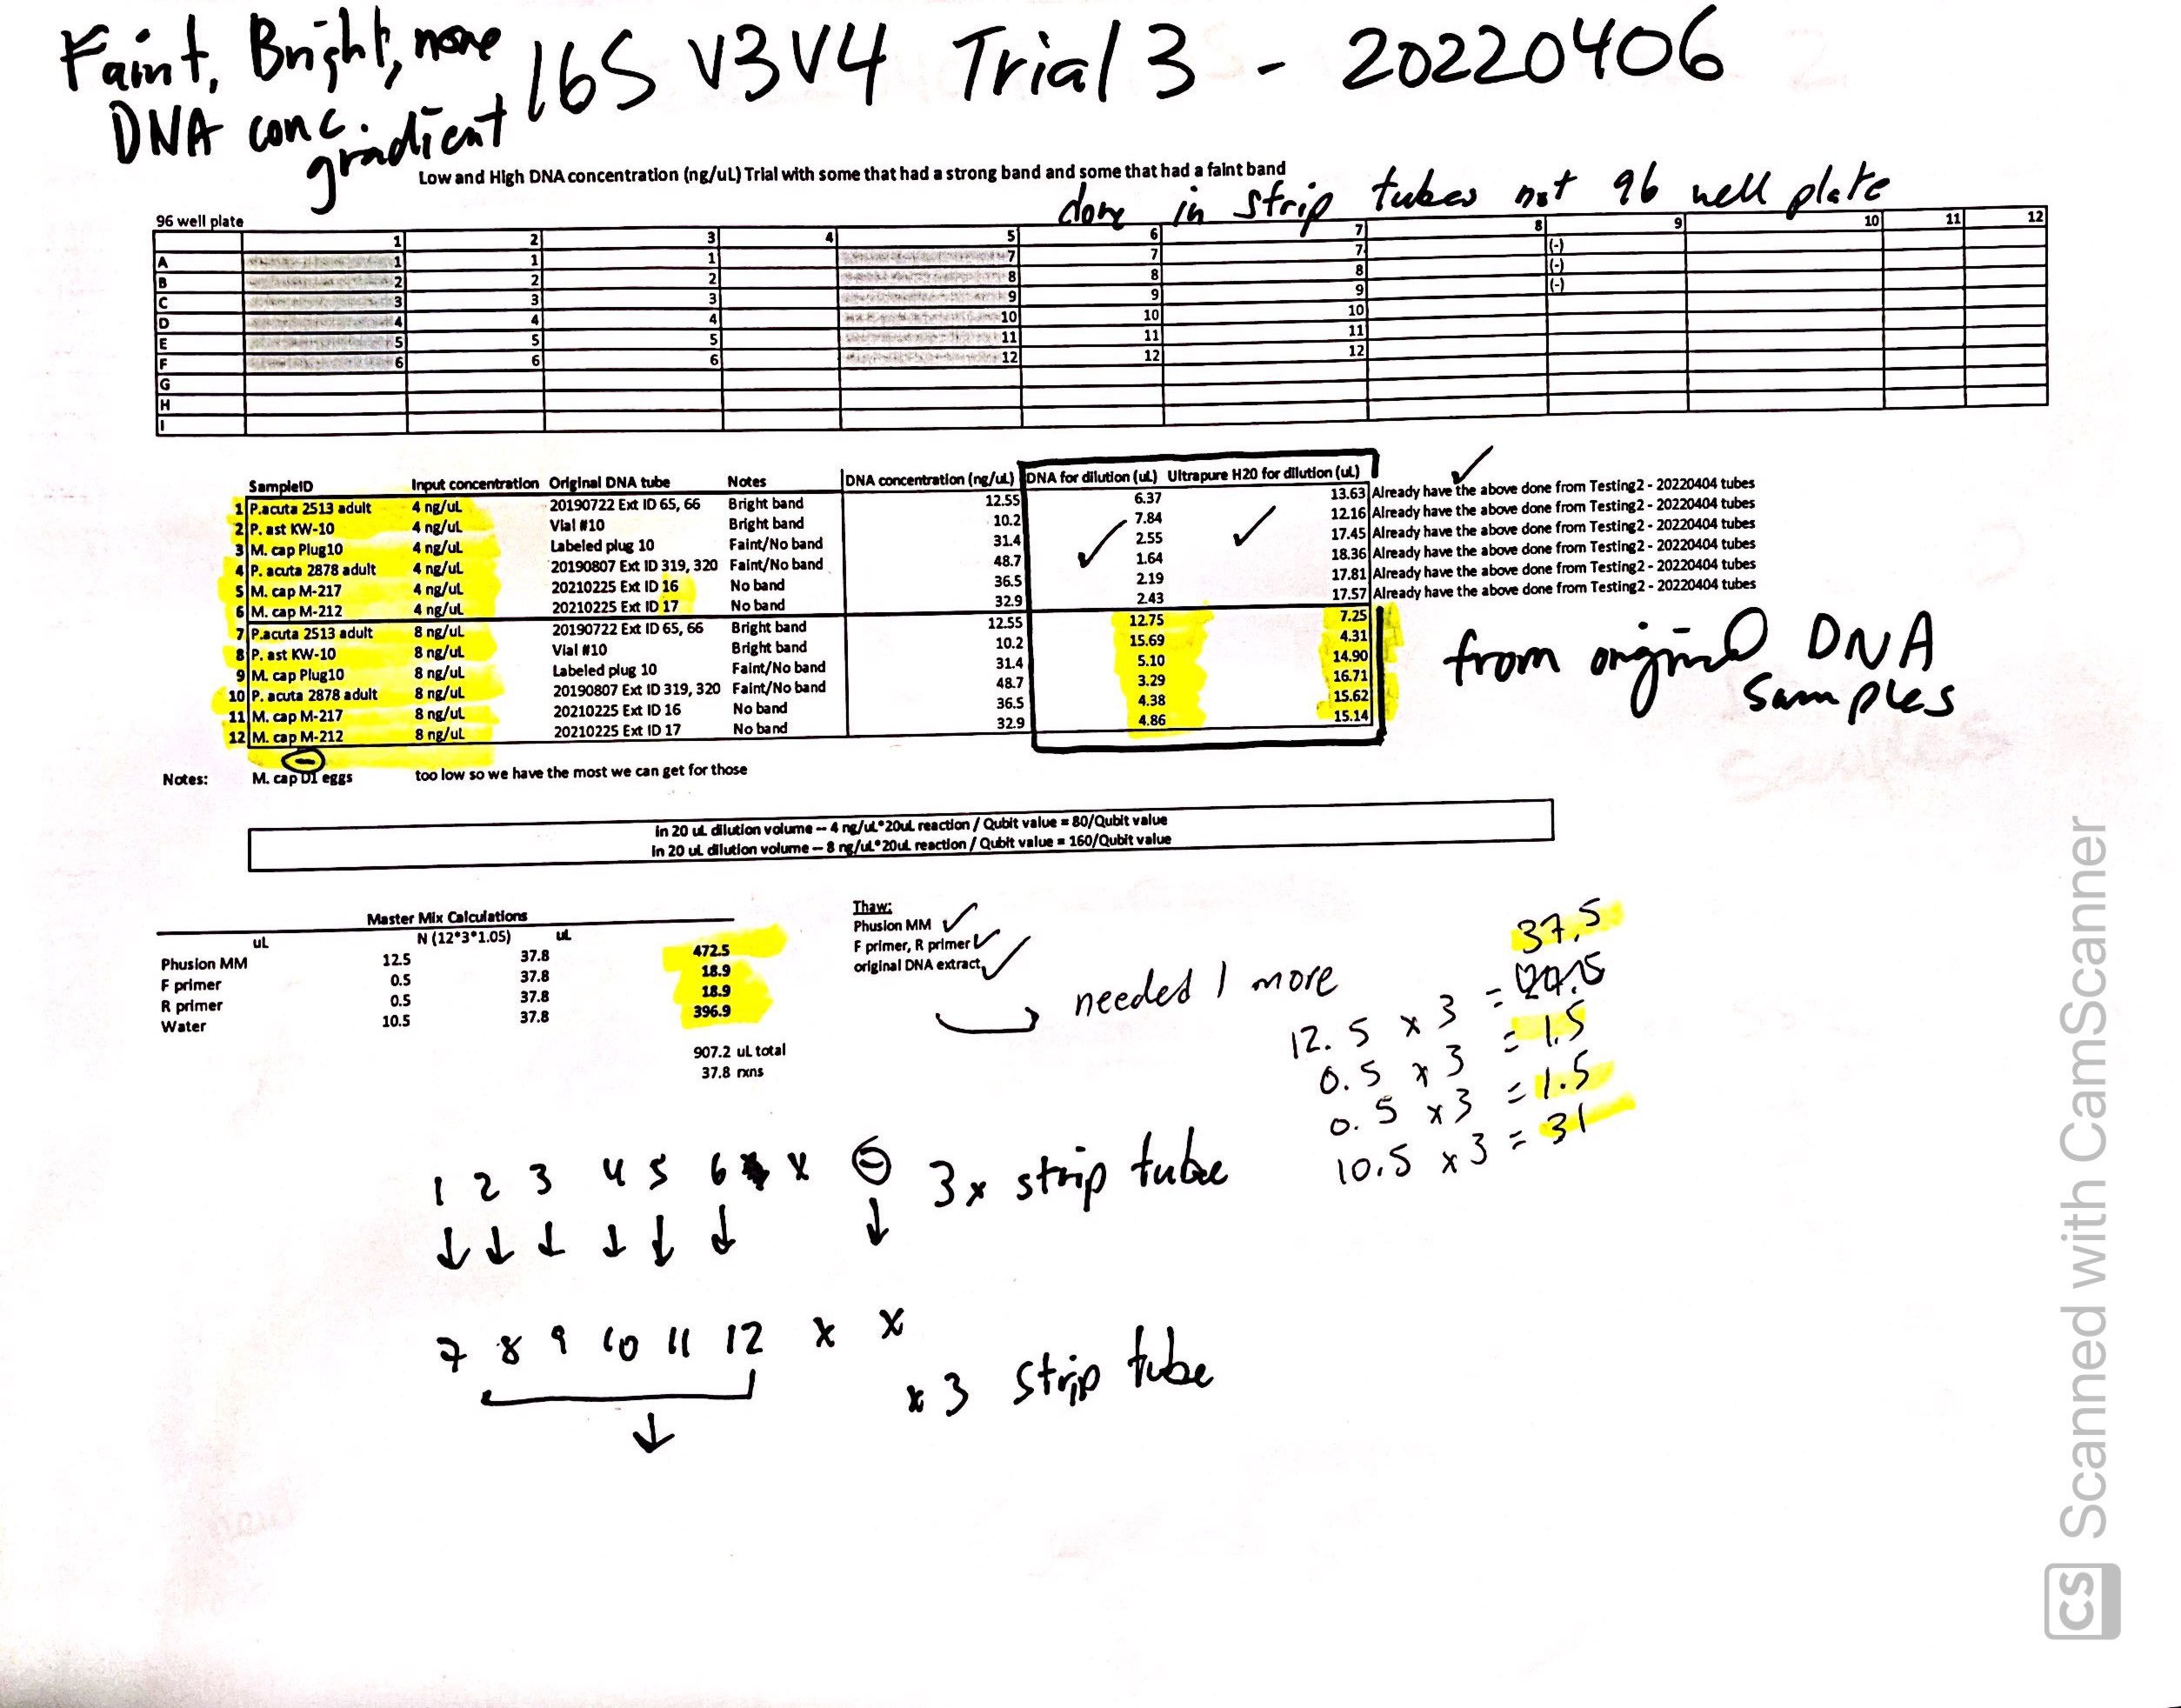 Faint, Bright, none
DNA conc. gradient
16S V3V4 Trial 3 - 20220406
Low and High DNA concentration (ng/uL) Trial with some that had a strong band and some that had a faint band
done in strip tubes not 96 well plate
96 well plate
1 2 3 4 5 6 7 8 9 10 11 12
A 1 1 1 7 7 7 (-)
B 2 2 2 8 8 8 (-)
C 3 3 3 9 9 9 (-)
D 4 4 4 10 10 10
E 5 5 5 11 11 11
F 6 6 6 12 12 12
G
H
I
SampleID Input concentration Original DNA tube Notes DNA concentration (ng/uL) DNA for dilution (uL) Ultrapure H20 for dilution (uL) ✓
1 P.acuta 2513 adult 4 ng/uL 20190722 Ext ID 65, 66 Bright band 12.55 6.37 13.63 Already have the above done from Testing2 - 20220404 tubes
2 P. ast KW-10 4 ng/uL Vial #10 Bright band 10.2 7.84 12.16 Already have the above done from Testing2 - 20220404 tubes
3 M. cap Plug10 4 ng/uL Labeled plug 10 Faint/No band 31.4 2.55 17.45 Already have the above done from Testing2 - 20220404 tubes
4 P. acuta 2878 adult 4 ng/uL 20190807 Ext ID 319, 320 Faint/No band 48.7 1.64 18.36 Already have the above done from Testing2 - 20220404 tubes
5 M. cap M-217 4 ng/uL 20210225 Ext ID 16 No band 36.5 2.19 17.81 Already have the above done from Testing2 - 20220404 tubes
6 M. cap M-212 4 ng/uL 20210225 Ext ID 17 No band 32.9 2.43 17.57 Already have the above done from Testing2 - 20220404 tubes
7 P.acuta 2513 adult 8 ng/uL 20190722 Ext ID 65, 66 Bright band 12.55 12.75 7.25
8 P. ast KW-10 8 ng/uL Vial #10 Bright band 10.2 15.69 4.31
9 M. cap Plug10 8 ng/uL Labeled plug 10 Faint/No band 31.4 5.10 14.90
10 P. acuta 2878 adult 8 ng/uL 20190807 Ext ID 319, 320 Faint/No band 48.7 3.29 16.71
11 M. cap M-217 8 ng/uL 20210225 Ext ID 16 No band 36.5 4.38 15.62
12 M. cap M-212 8 ng/uL 20210225 Ext ID 17 No band 32.9 4.86 15.14
from original DNA
samples
Notes: M. cap D1 eggs too low so we have the most we can get for those
In 20 uL dilution volume -- 4 ng/uL*20uL reaction / Qubit value = 80/Qubit value
In 20 uL dilution volume -- 8 ng/uL*20uL reaction / Qubit value = 160/Qubit value
Master Mix Calculations
uL N (12*3*1.05) uL
Phusion MM 12.5 37.8 472.5
F primer 0.5 37.8 18.9
R primer 0.5 37.8 18.9
Water 10.5 37.8 396.9
907.2 uL total
37.8 rxns
Thaw:
Phusion MM ✓
F primer, R primer ✓
original DNA extract ✓
needed 1 more
37.5
12.5 x 3 =
0.5 x 3 = 1.5
0.5 x 3 = 1.5
10.5 x 3 = 31
1 2 3 4 5 6 x (-) 3x strip tube
↓ ↓ ↓ ↓ ↓ ↓ ↓
7 8 9 10 11 12 x x
x 3 strip tube
↓
CS Scanned with CamScanner